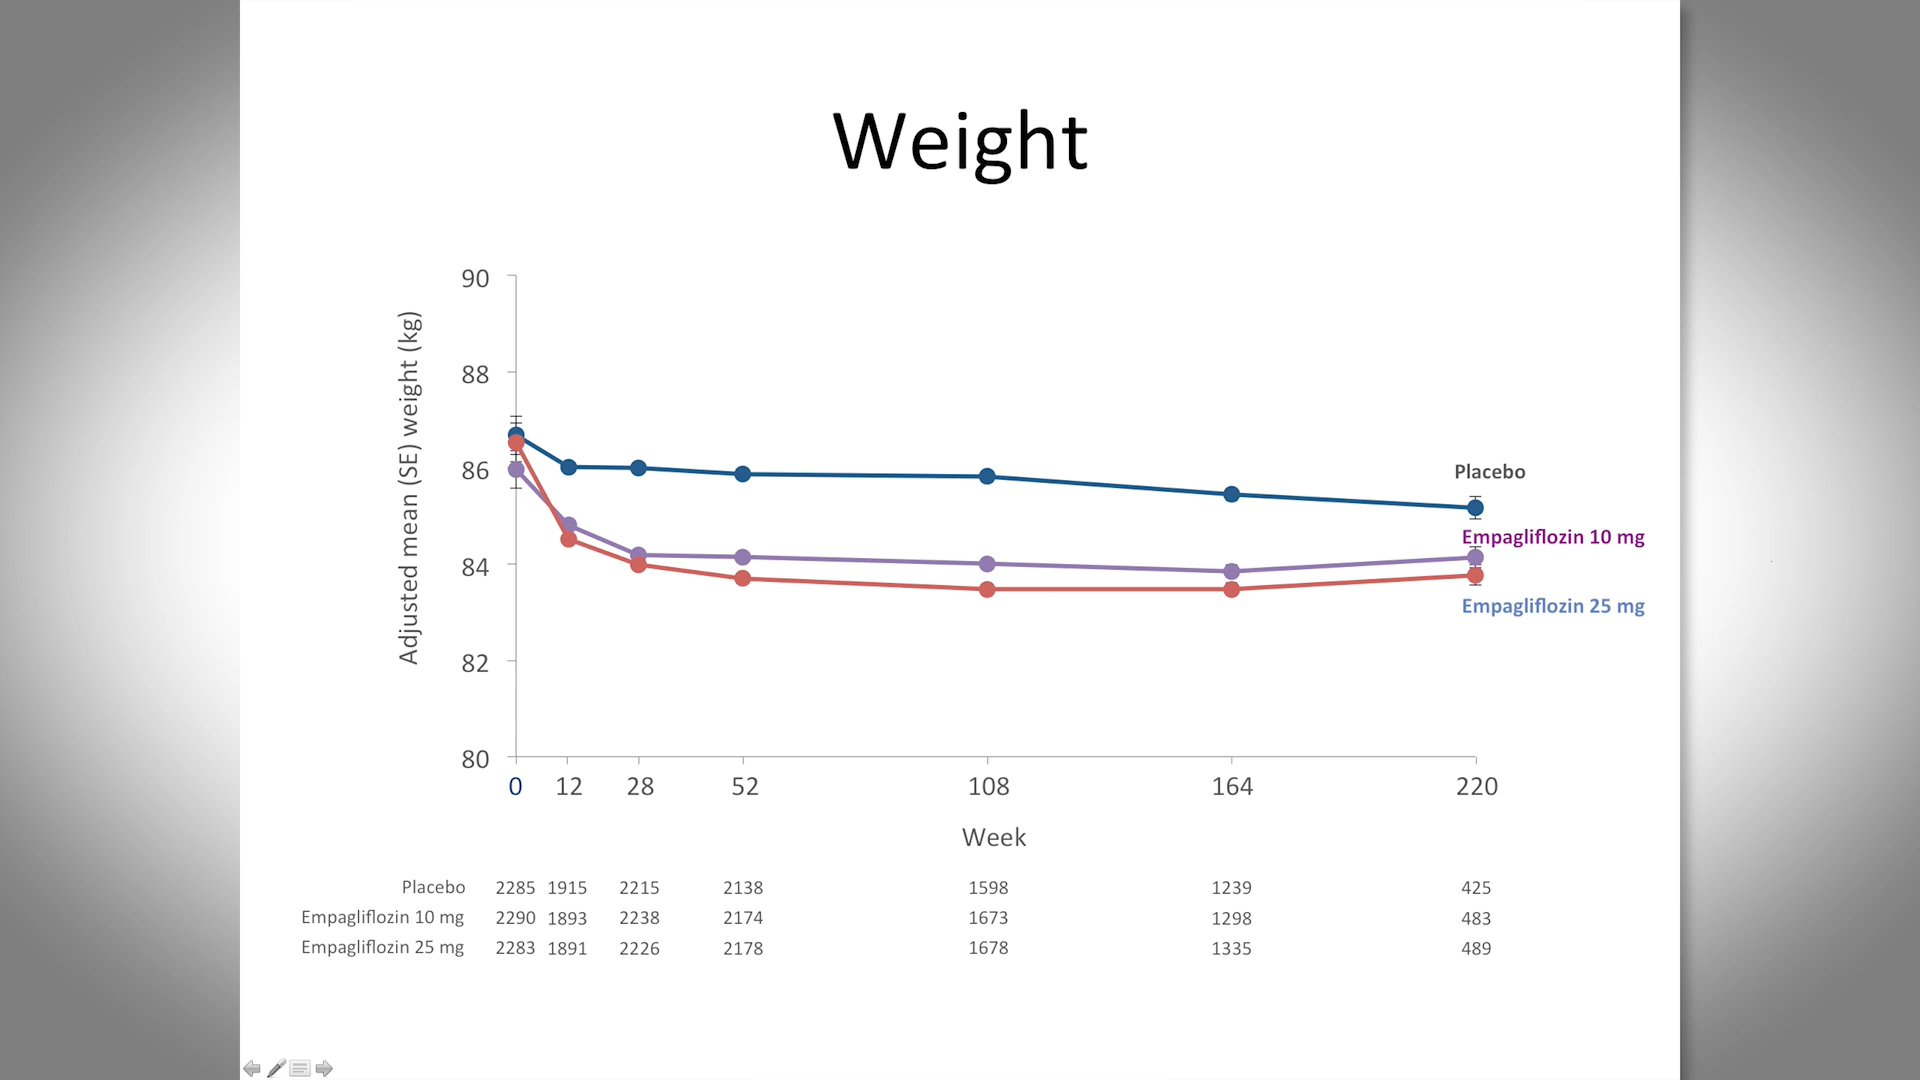 Weight
Adjusted mean (SE) weight (kg)
90
88
86
84
82
80
Placebo
Empagliflozin 10 mg
Empagliflozin 25 mg
0 12 28 52 108 164 220
Week
Placebo 2285 1915 2215 2138 1598 1239 425
Empagliflozin 10 mg 2290 1893 2238 2174 1673 1298 483
Empagliflozin 25 mg 2283 1891 2226 2178 1678 1335 489